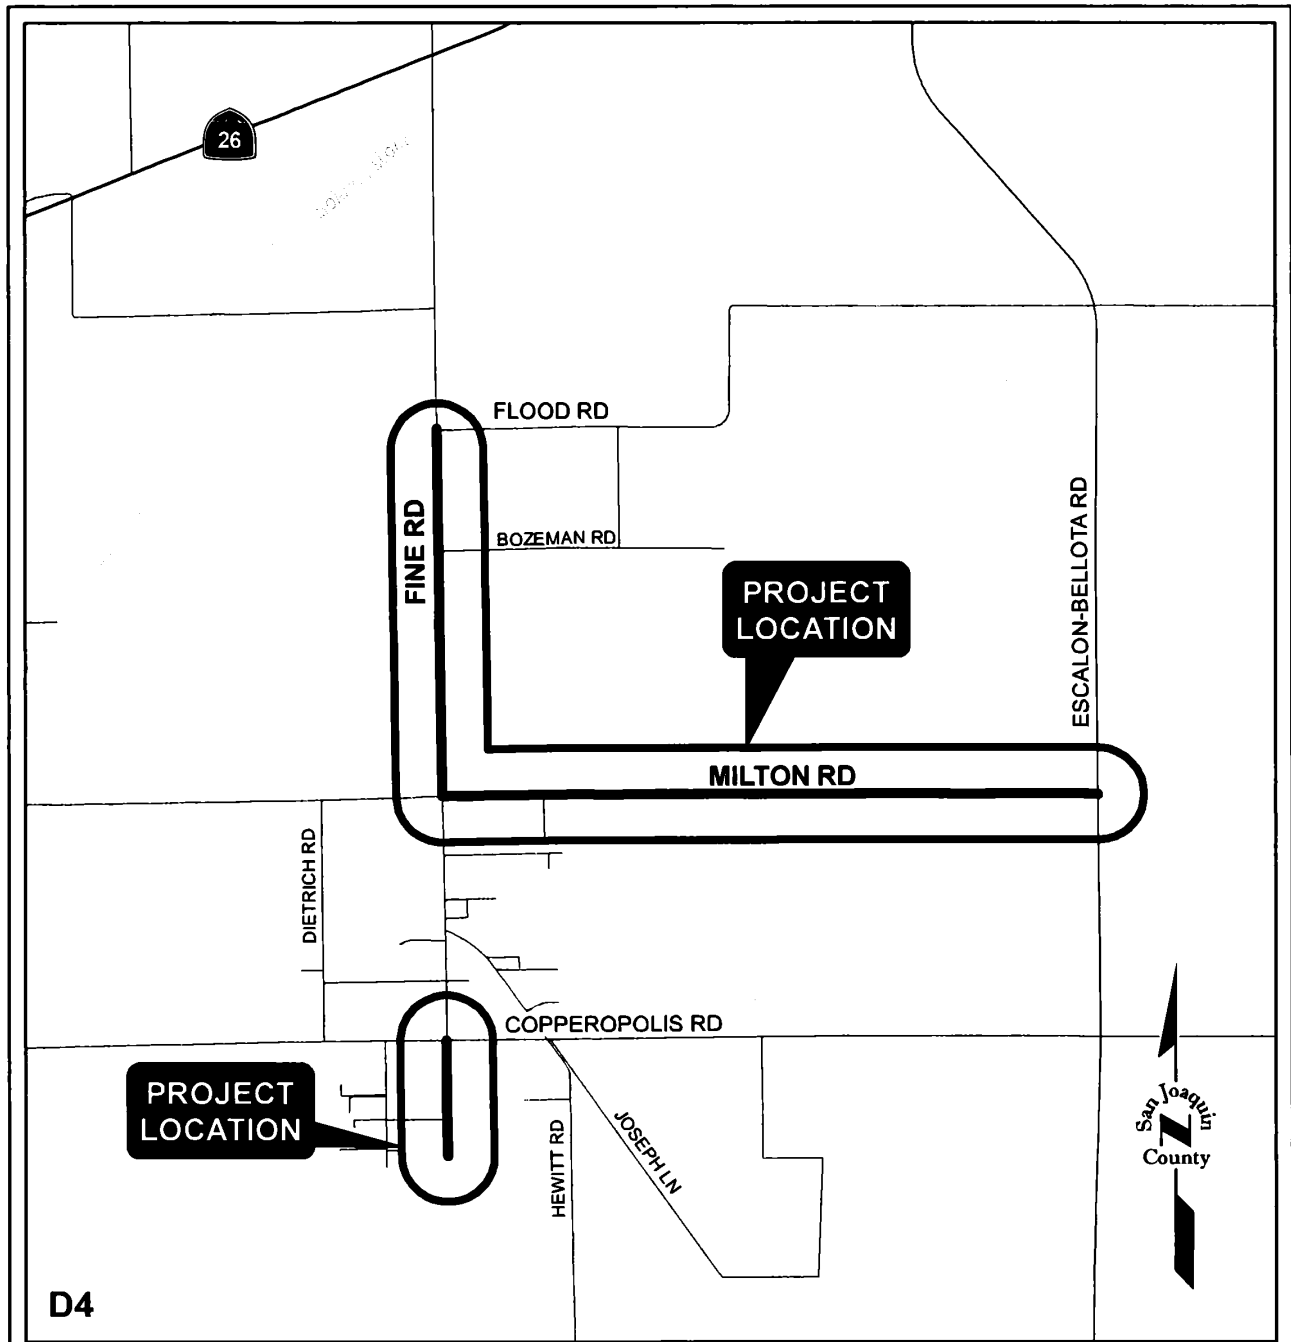 26
FLOOD RD
FINE RD
BOZEMAN RD
PROJECT
LOCATION
ESCALON-BELLOTA RD
MILTON RD
DIETRICH RD
COPPEROPOLIS RD
PROJECT
LOCATION
HEWITT RD
JOSEPH LN
San Joaquin
County
N
D4